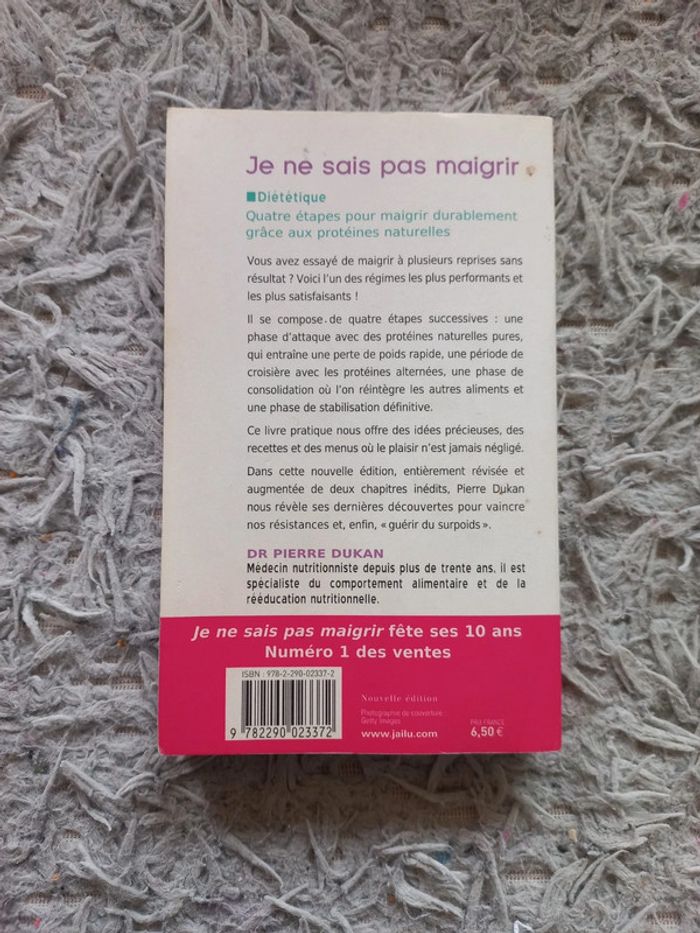 Je ne sais pas maigrir
Diététique
Quatre étapes pour maigrir durablement
grâce aux protéines naturelles
Vous avez essayé de maigrir à plusieurs reprises sans
résultat ? Voici l'un des régimes les plus performants et
les plus satisfaisants !
Il se compose de quatre étapes successives : une
phase d'attaque avec des protéines naturelles pures,
qui entraîne une perte de poids rapide, une période de
croisière avec les protéines alternées, une phase de
consolidation où l'on réintègre les autres aliments et
une phase de stabilisation définitive.
Ce livre pratique nous offre des idées précieuses, des
recettes et des menus où le plaisir n'est jamais négligé.
Dans cette nouvelle édition, entièrement révisée et
augmentée de deux chapitres inédits, Pierre Dukan
nous révèle ses dernières découvertes pour vaincre
nos résistances et, enfin, « guérir du surpoids ».
DR PIERRE DUKAN
Médecin nutritionniste depuis plus de trente ans, il est
spécialiste du comportement alimentaire et de la
rééducation nutritionnelle.
Je ne sais pas maigrir fête ses 10 ans
Numéro 1 des ventes
ISBN : 978-2-290-02337-2
9 782290 023372
Nouvelle édition
Photographie de couverture :
Getty Images
www.jailu.com
PRIX FRANCE
6,50 €